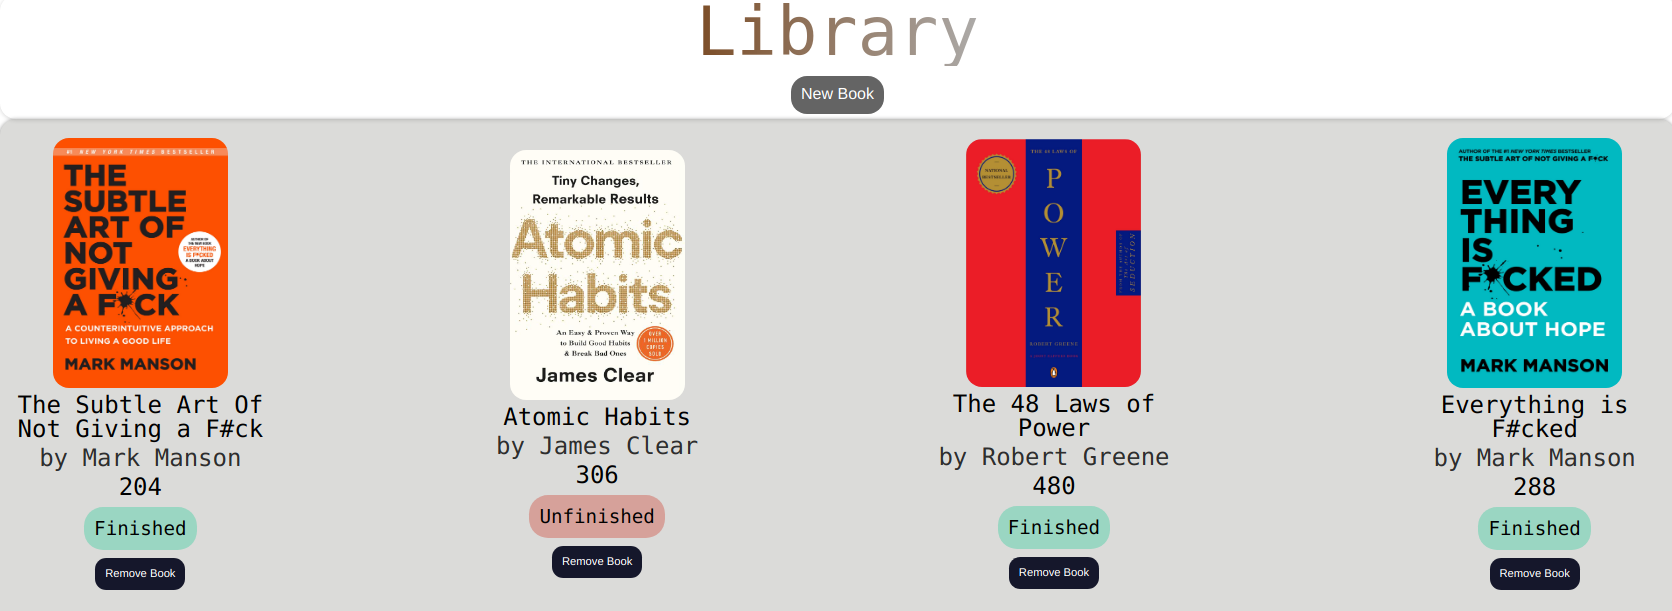 Library
New Book
#1 NEW YORK TIMES BESTSELLER
THE
SUBTLE
ART OF
NOT
GIVING
A F*CK
AUTHOR OF
THE NEW BOOK
EVERYTHING
IS F*CKED
A BOOK ABOUT
HOPE
A COUNTERINTUITIVE APPROACH
TO LIVING A GOOD LIFE
MARK MANSON
The Subtle Art Of
Not Giving a F#ck
by Mark Manson
204
Finished
Remove Book
THE INTERNATIONAL BESTSELLER
Tiny Changes,
Remarkable Results
Atomic
Habits
An Easy & Proven Way
to Build Good Habits
& Break Bad Ones
OVER
1 MILLION
COPIES
SOLD
James Clear
Atomic Habits
by James Clear
306
Unfinished
Remove Book
NATIONAL
BESTSELLER
THE 48 LAWS OF
POWER
SEDUCTION
ROBERT GREENE
The 48 Laws of
Power
by Robert Greene
480
Finished
Remove Book
AUTHOR OF THE #1 NEW YORK TIMES BESTSELLER
THE SUBTLE ART OF NOT GIVING A F*CK
EVERY
THING
IS
F*CKED
A BOOK
ABOUT HOPE
MARK MANSON
Everything is
F#cked
by Mark Manson
288
Finished
Remove Book